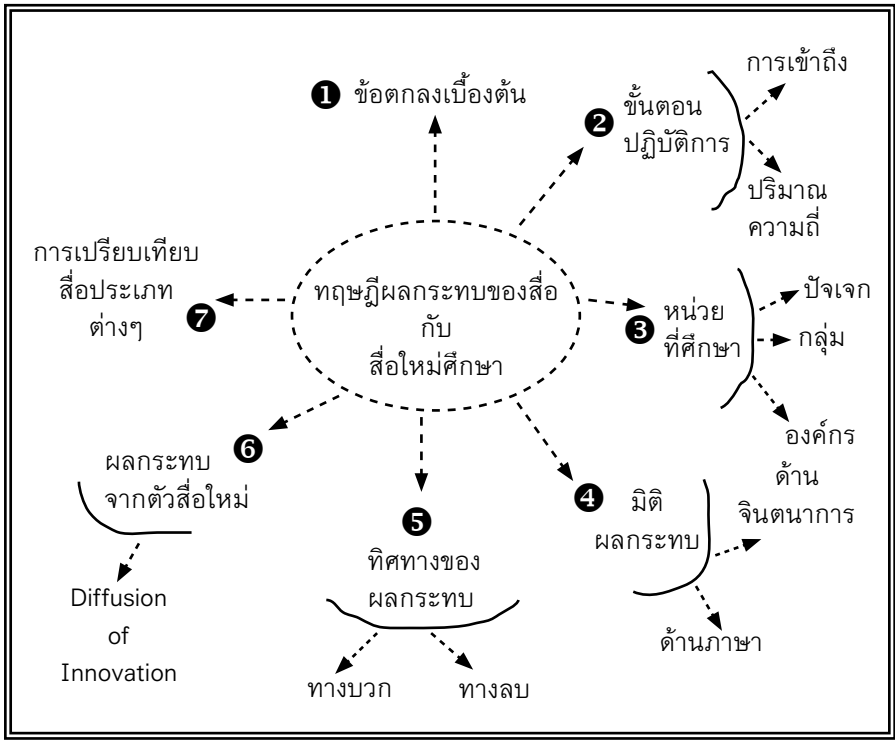 ❶ ข้อตกลงเบื้องต้น
❷ ขั้นตอน
ปฏิบัติการ
การเข้าถึง
ปริมาณ
ความถี่
ทฤษฎีผลกระทบของสื่อ
กับ
สื่อใหม่ศึกษา
❸ หน่วย
ที่ศึกษา
ปัจเจก
กลุ่ม
องค์กร
❹ มิติ
ผลกระทบ
ด้าน
จินตนาการ
ด้านภาษา
❺
ทิศทางของ
ผลกระทบ
ทางบวก
ทางลบ
❻
ผลกระทบ
จากตัวสื่อใหม่
Diffusion
of
Innovation
การเปรียบเทียบ
สื่อประเภท
ต่างๆ ❼